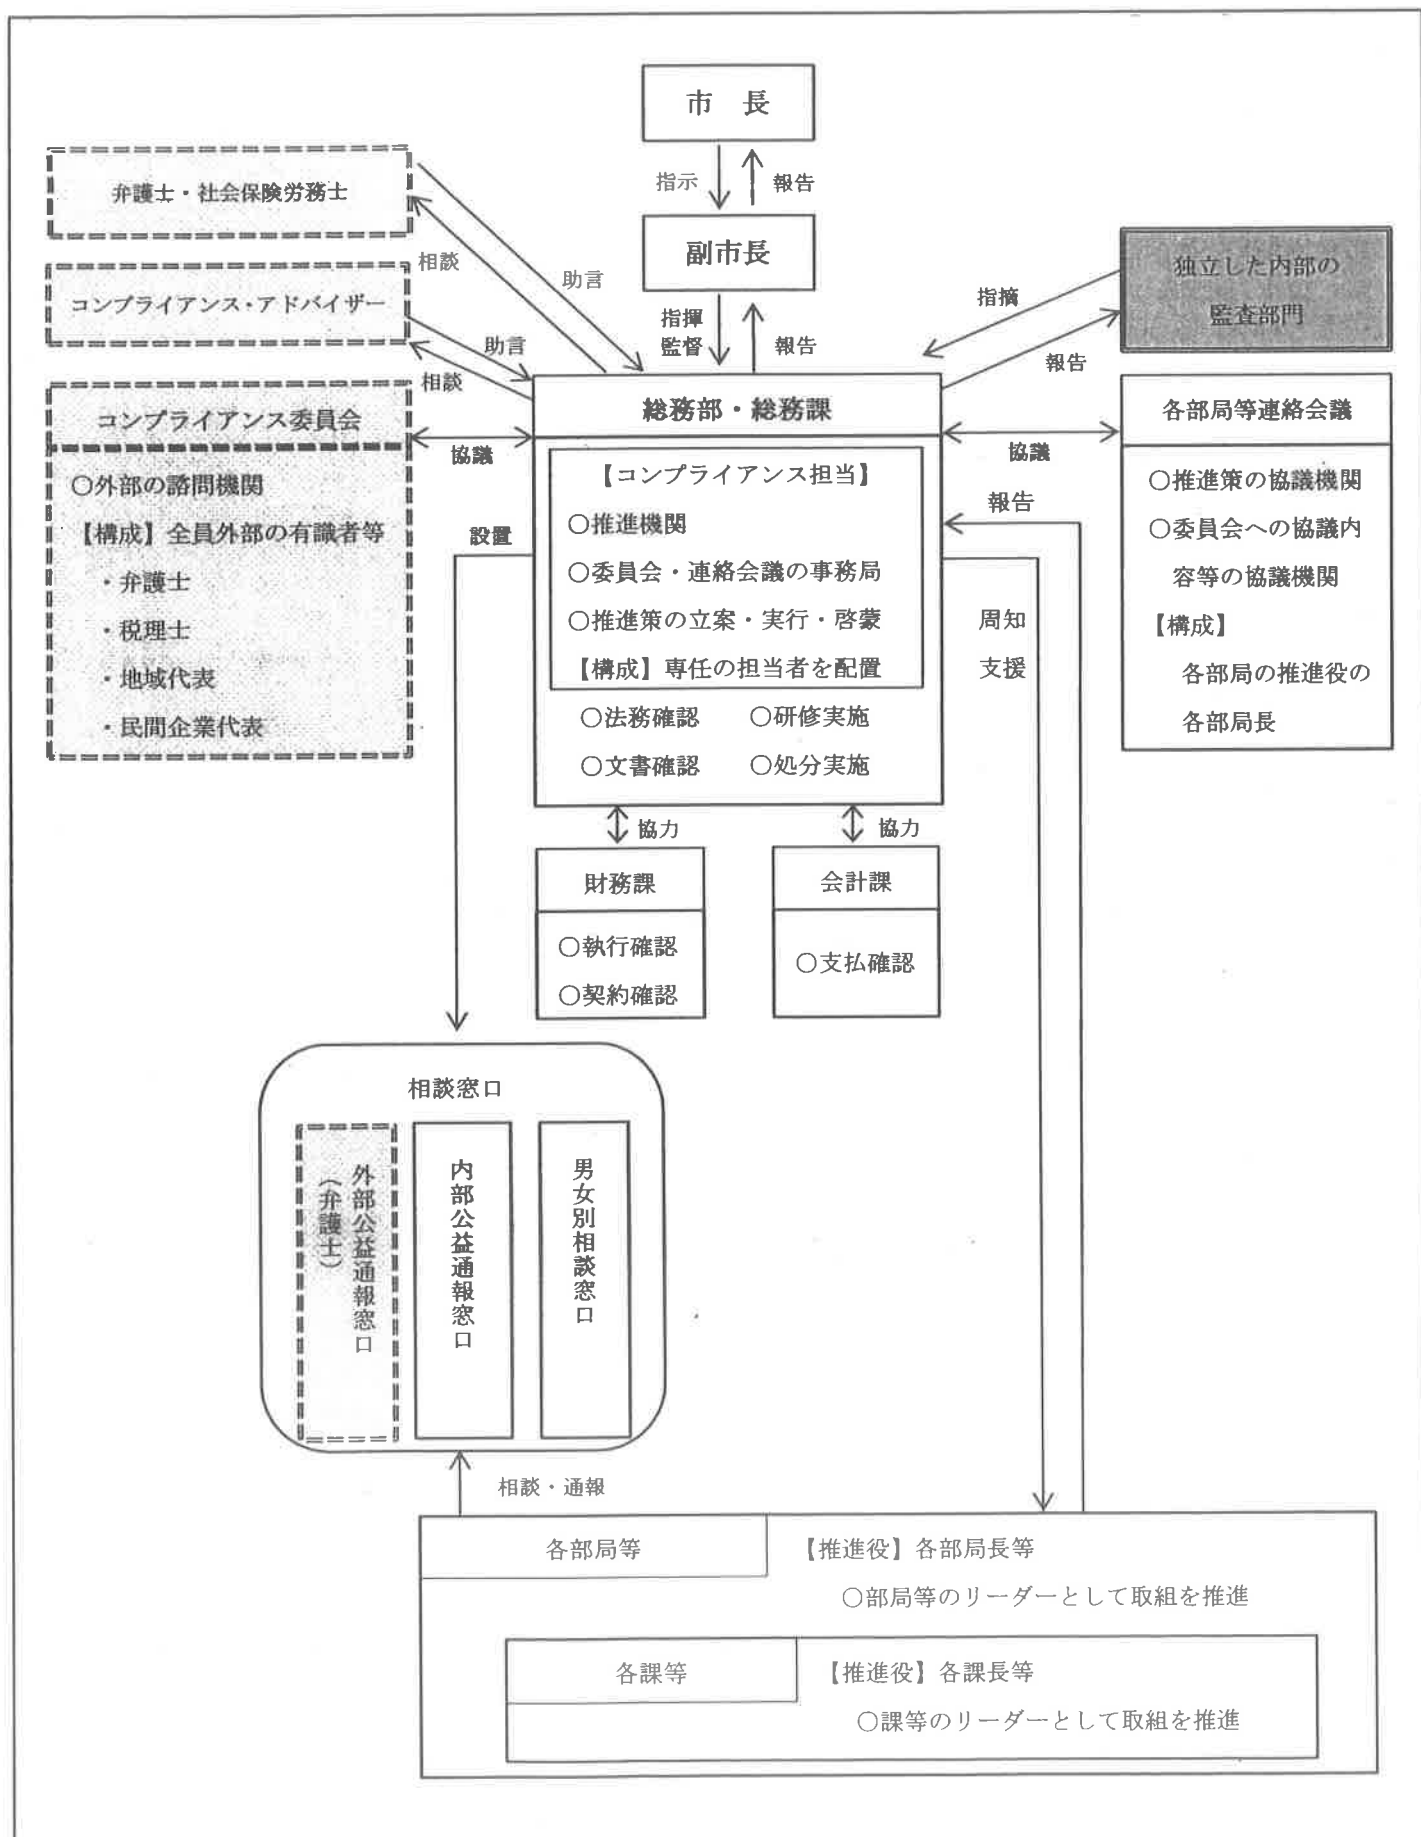 市　長
指示
報告
副市長
指揮
監督
報告
弁護士・社会保険労務士
相談
助言
コンプライアンス・アドバイザー
助言
相談
独立した内部の
監査部門
指摘
報告
コンプライアンス委員会
〇外部の諮問機関
【構成】全員外部の有識者等
・弁護士
・税理士
・地域代表
・民間企業代表
協議
総務部・総務課
【コンプライアンス担当】
〇推進機関
〇委員会・連絡会議の事務局
〇推進策の立案・実行・啓蒙
【構成】専任の担当者を配置
〇法務確認　〇研修実施
〇文書確認　〇処分実施
協議
各部局等連絡会議
〇推進策の協議機関
〇委員会への協議内
容等の協議機関
【構成】
各部局の推進役の
各部局長
報告
設置
周知
支援
協力
協力
財務課
〇執行確認
〇契約確認
会計課
〇支払確認
相談窓口
外部公益通報窓口
（弁護士）
内部公益通報窓口
男女別相談窓口
相談・通報
各部局等
【推進役】各部局長等
〇部局等のリーダーとして取組を推進
各課等
【推進役】各課長等
〇課等のリーダーとして取組を推進